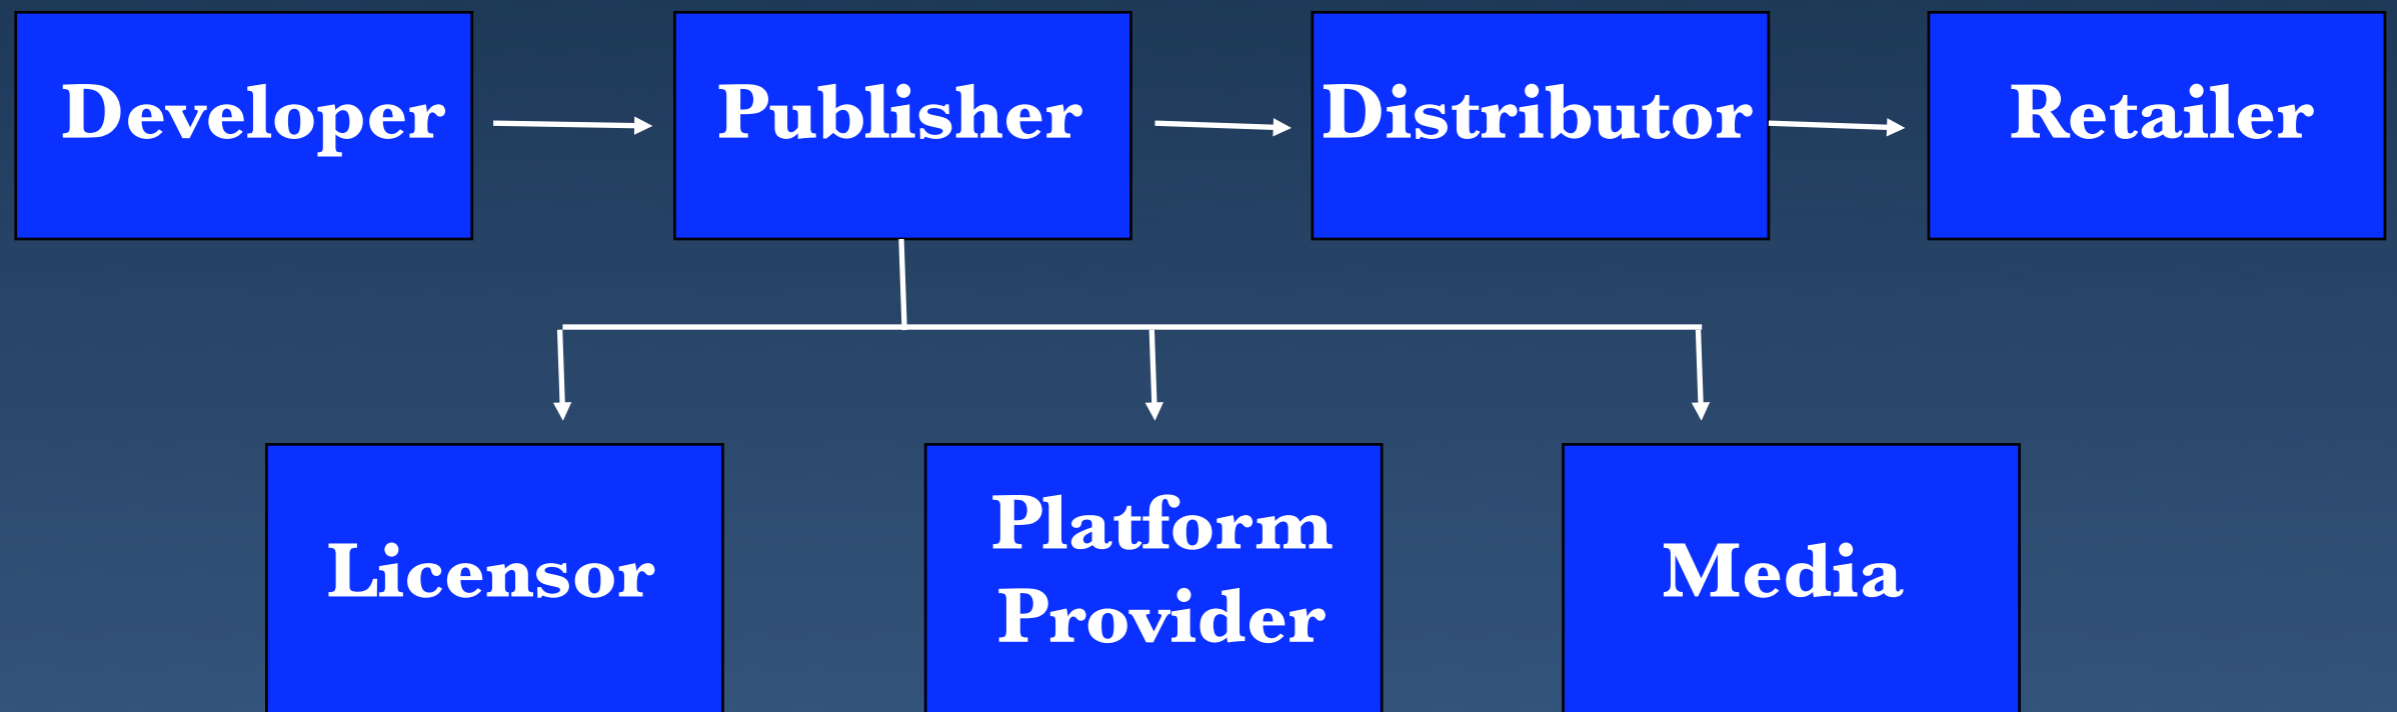 Developer
Publisher
Distributor
Retailer
Licensor
Platform
Provider
Media